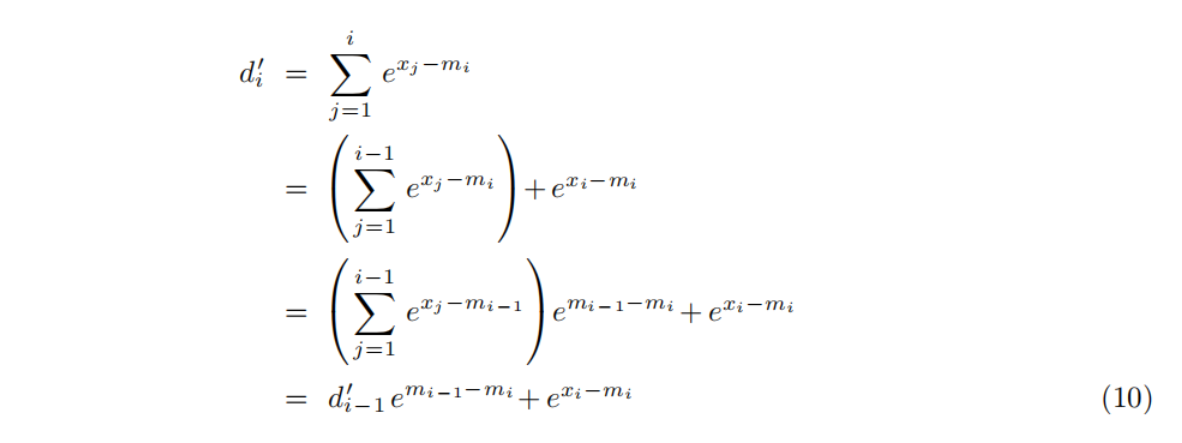 $d'_i = \sum_{j=1}^{i} e^{x_j - m_i}$
$= \left( \sum_{j=1}^{i-1} e^{x_j - m_i} \right) + e^{x_i - m_i}$
$= \left( \sum_{j=1}^{i-1} e^{x_j - m_{i-1}} \right) e^{m_{i-1} - m_i} + e^{x_i - m_i}$
$= d'_{i-1} e^{m_{i-1} - m_i} + e^{x_i - m_i}$ (10)